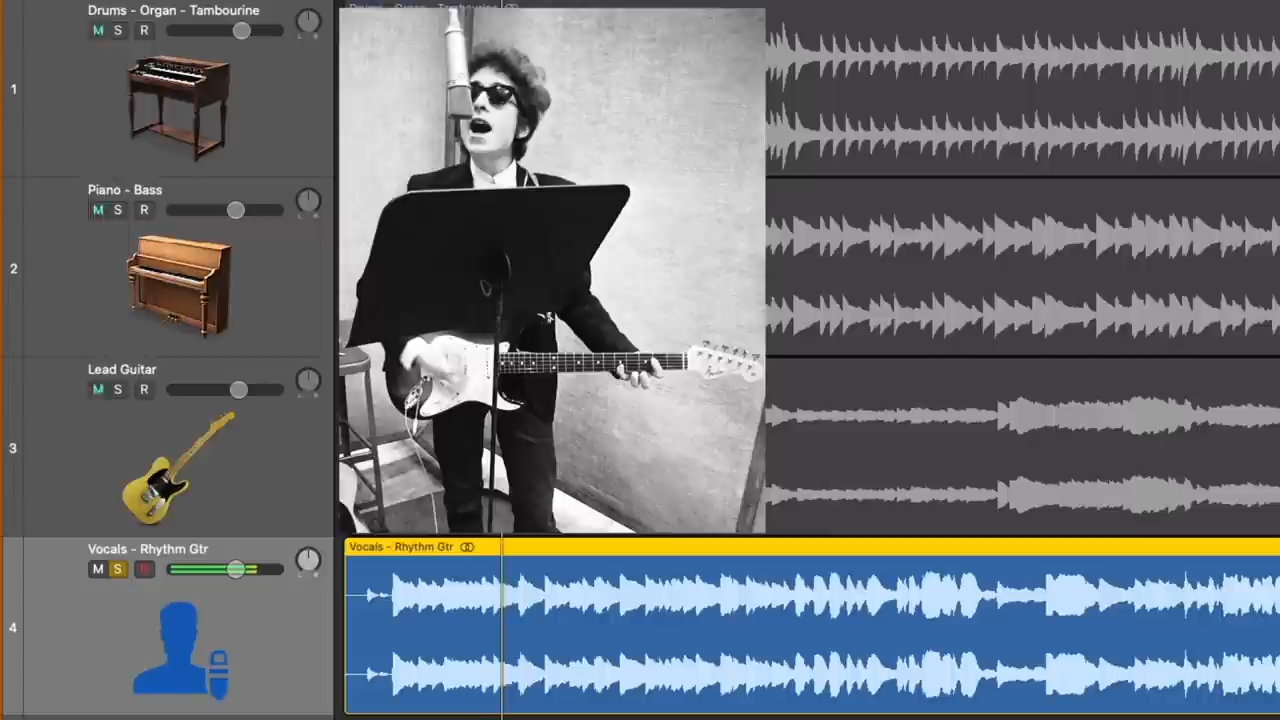 Drums - Organ - Tambourine
M S R
1
Piano - Bass
M S R
2
Lead Guitar
M S R
3
Vocals - Rhythm Gtr
M S R
4
Vocals - Rhythm Gtr